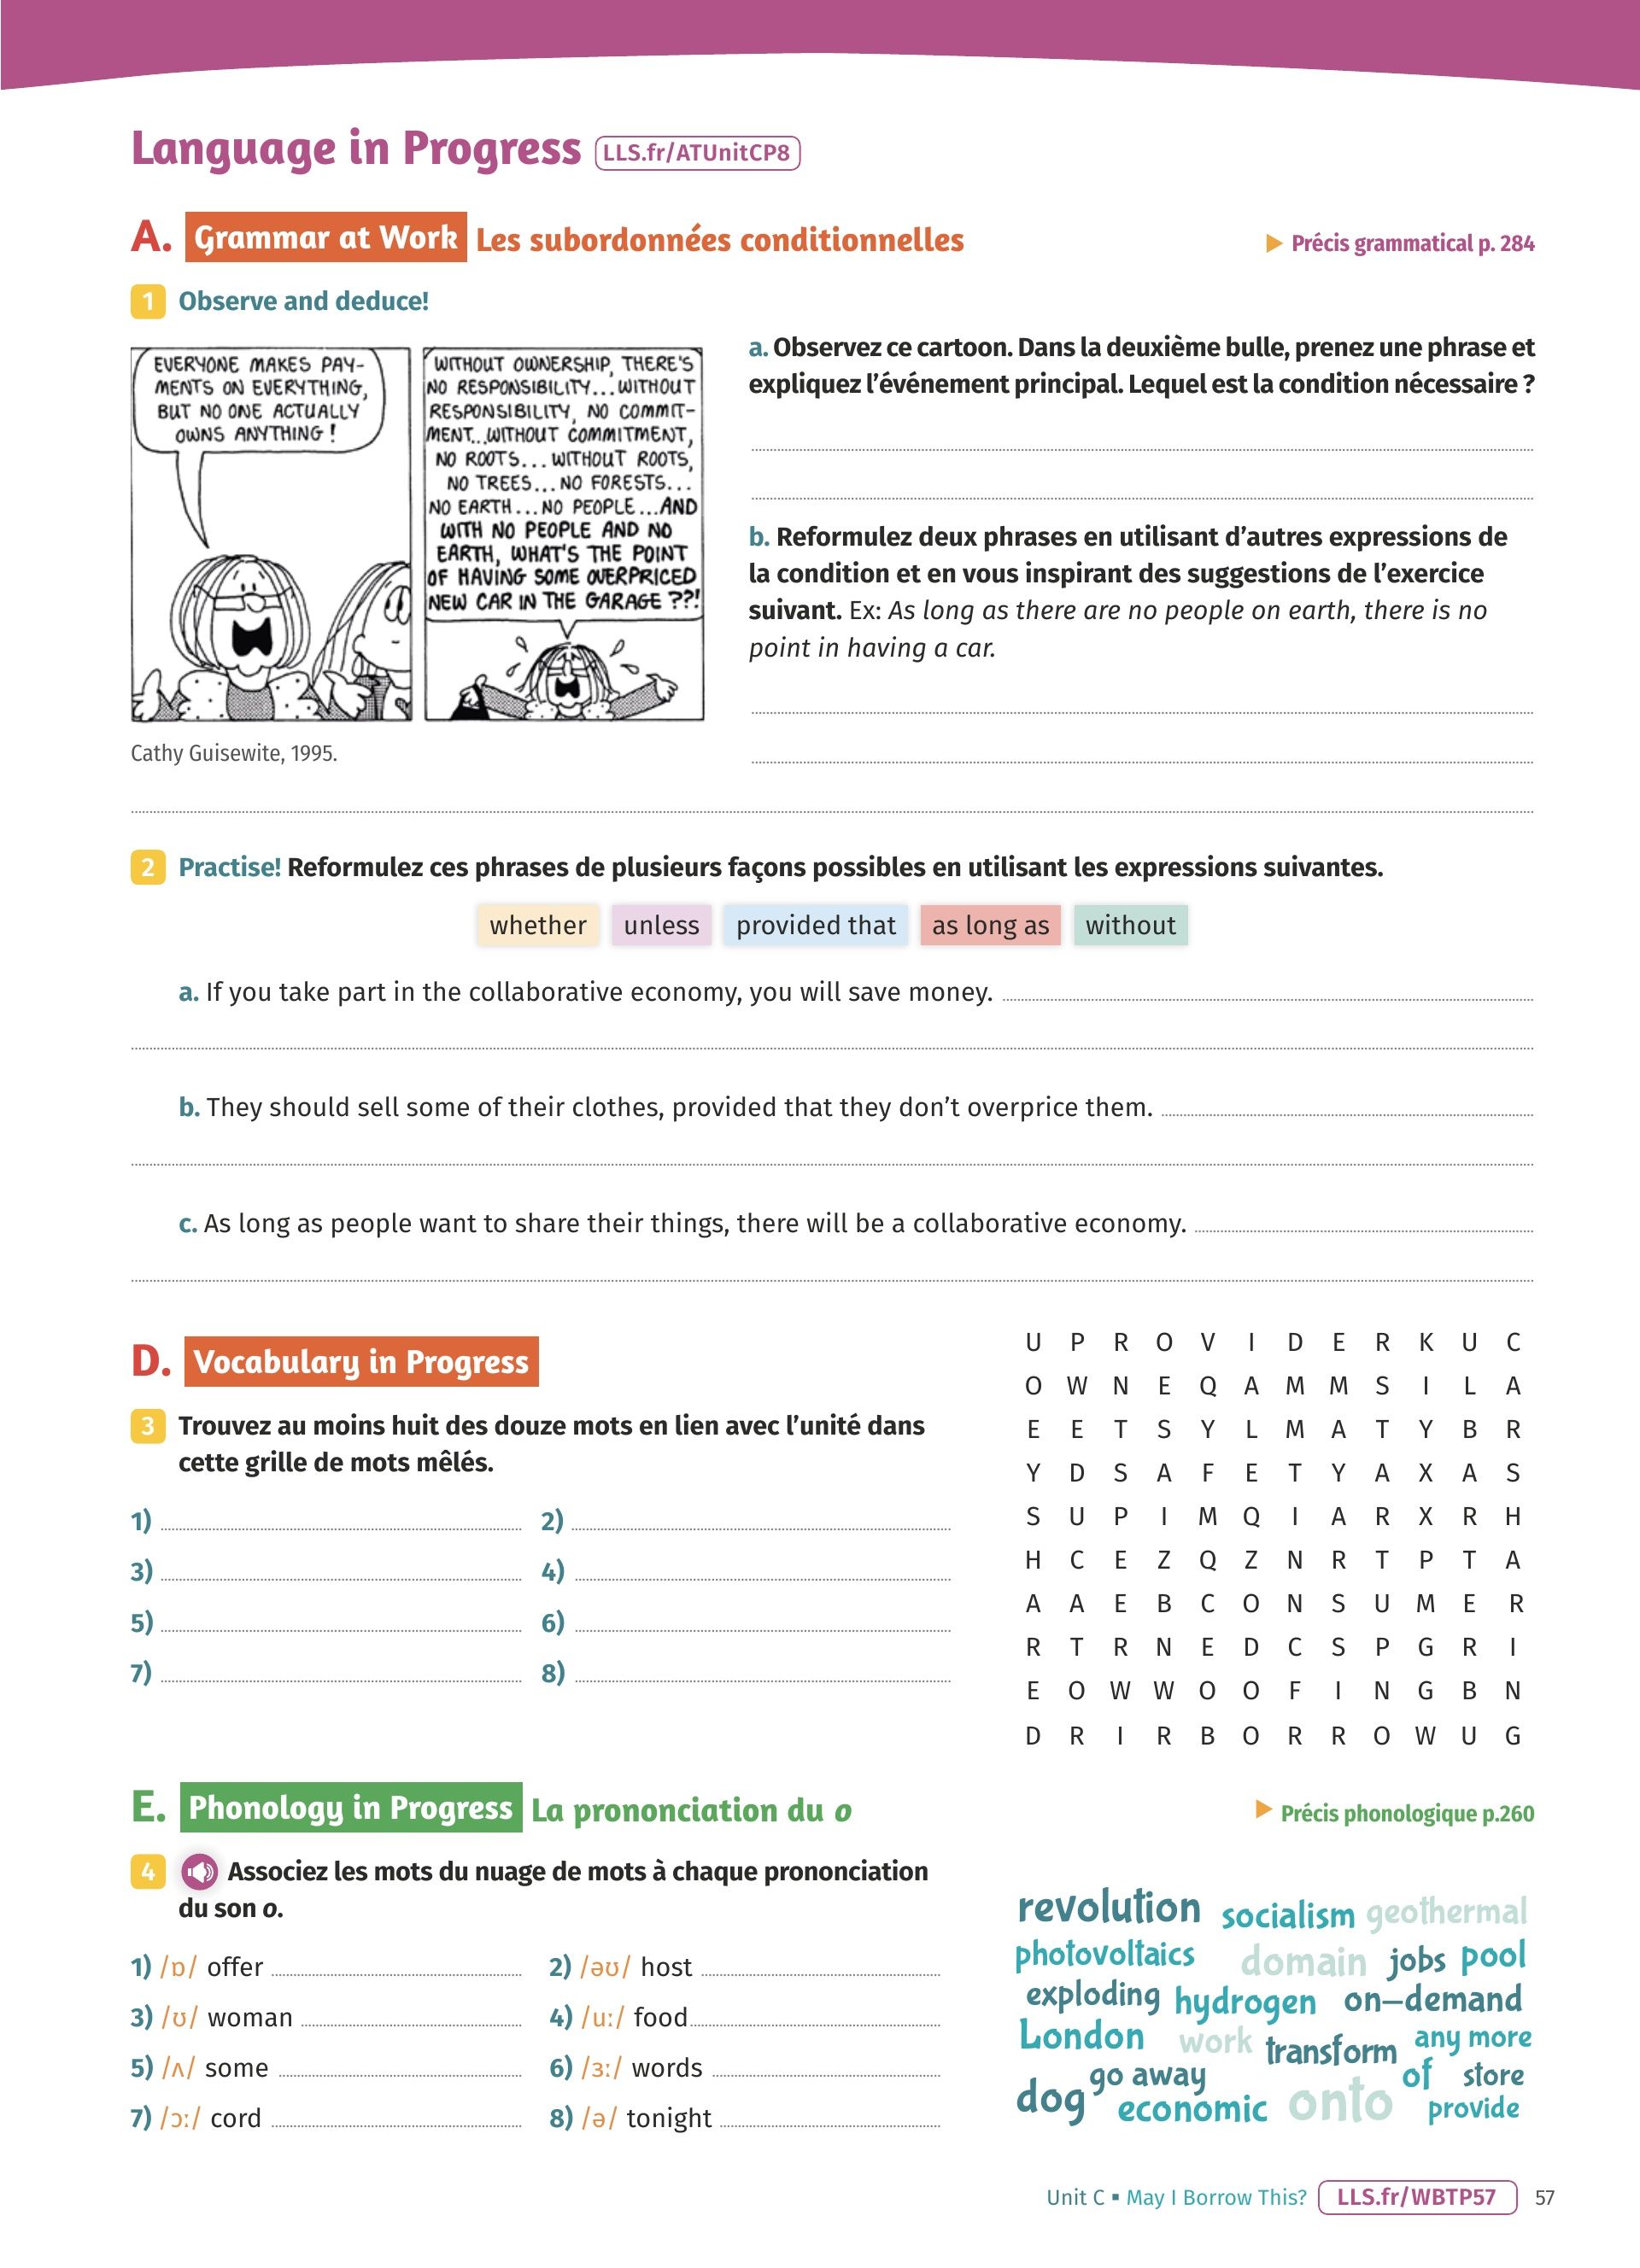 Language in Progress LLS.fr/ATUnitCP8
A. Grammar at Work Les subordonnées conditionnelles
▶ Précis grammatical p. 284
1 Observe and deduce!
EVERYONE MAKES PAY-
MENTS ON EVERYTHING,
BUT NO ONE ACTUALLY
OWNS ANYTHING!
WITHOUT OWNERSHIP, THERE'S
NO RESPONSIBILITY...WITHOUT
RESPONSIBILITY, NO COMMIT-
MENT...WITHOUT COMMITMENT,
NO ROOTS... WITHOUT ROOTS,
NO TREES...NO FORESTS...
NO EARTH...NO PEOPLE...AND
WITH NO PEOPLE AND NO
EARTH, WHAT'S THE POINT
OF HAVING SOME OVERPRICED
NEW CAR IN THE GARAGE??!
Cathy Guisewite, 1995.
a. Observez ce cartoon. Dans la deuxième bulle, prenez une phrase et
expliquez l'événement principal. Lequel est la condition nécessaire ?
b. Reformulez deux phrases en utilisant d'autres expressions de
la condition et en vous inspirant des suggestions de l'exercice
suivant. Ex: As long as there are no people on earth, there is no
point in having a car.
2 Practise! Reformulez ces phrases de plusieurs façons possibles en utilisant les expressions suivantes.
whether unless provided that as long as without
a. If you take part in the collaborative economy, you will save money.
b. They should sell some of their clothes, provided that they don't overprice them.
c. As long as people want to share their things, there will be a collaborative economy.
D. Vocabulary in Progress
3 Trouvez au moins huit des douze mots en lien avec l'unité dans
cette grille de mots mêlés.
1) 2)
3) 4)
5) 6)
7) 8)
U P R O V I D E R K U C
O W N E Q A M M S I L A
E E T S Y L M A T Y B R
Y D S A F E T Y A X A S
S U P I M Q I A R X R H
H C E Z Q Z N R T P T A
A A E B C O N S U M E R
R T R N E D C S P G R I
E O W W O O F I N G B N
D R I R B O R R O W U G
E. Phonology in Progress La prononciation du o
▶ Précis phonologique p.260
4 Associez les mots du nuage de mots à chaque prononciation
du son o.
1) /ɒ/ offer 2) /əʊ/ host
3) /ʊ/ woman 4) /uː/ food
5) /ʌ/ some 6) /ɜː/ words
7) /ɔː/ cord 8) /ə/ tonight
revolution socialism geothermal
photovoltaics domain jobs pool
exploding hydrogen on-demand
London work transform any more
go away of store
dog economic onto provide
Unit C ▪ May I Borrow This? LLS.fr/WBTP57 57